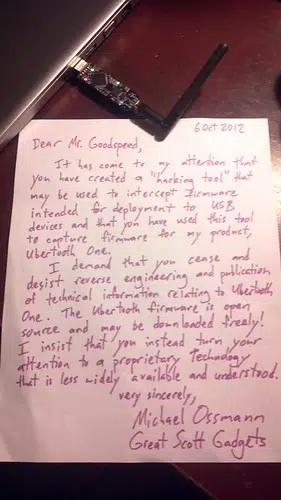 6 Oct 2012
Dear Mr. Goodspeed,
It has come to my attention that
you have created a "hacking tool" that
may be used to intercept firmware
intended for deployment to USB
devices and that you have used this tool
to capture firmware for my product,
Ubertooth One.
I demand that you cease and
desist reverse engineering and publication
of technical information relating to Ubertooth
One. The Ubertooth firmware is open
source and may be downloaded freely!
I insist that you instead turn your
attention to a proprietary technology
that is less widely available and understood.
very sincerely,
Michael Ossmann
Great Scott Gadgets